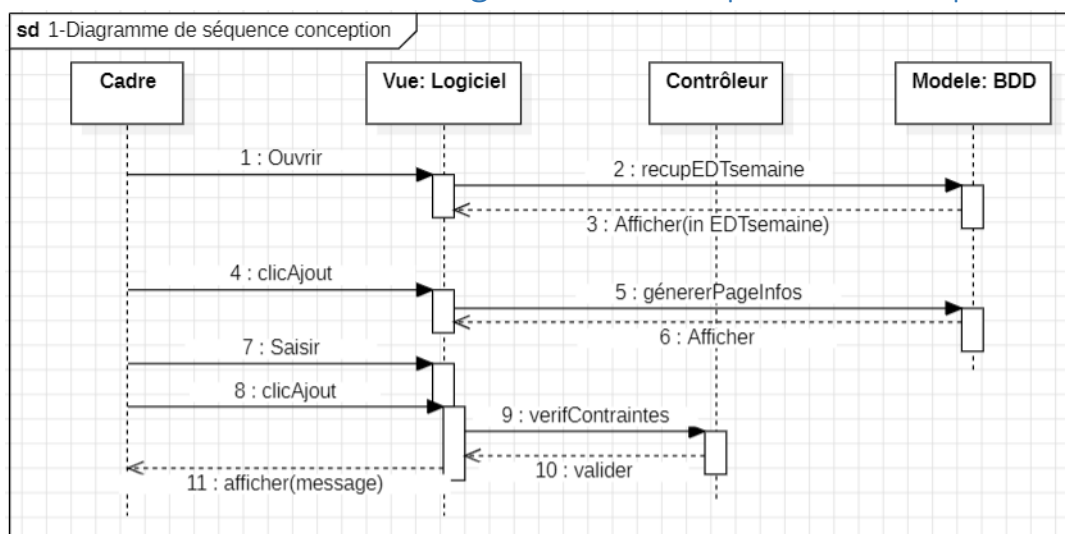 sd 1-Diagramme de séquence conception
Cadre
Vue: Logiciel
Contrôleur
Modele: BDD
1 : Ouvrir
2 : recupEDTsemaine
3 : Afficher(in EDTsemaine)
4 : clicAjout
5 : génererPageInfos
6 : Afficher
7 : Saisir
8 : clicAjout
9 : verifContraintes
10 : valider
11 : afficher(message)